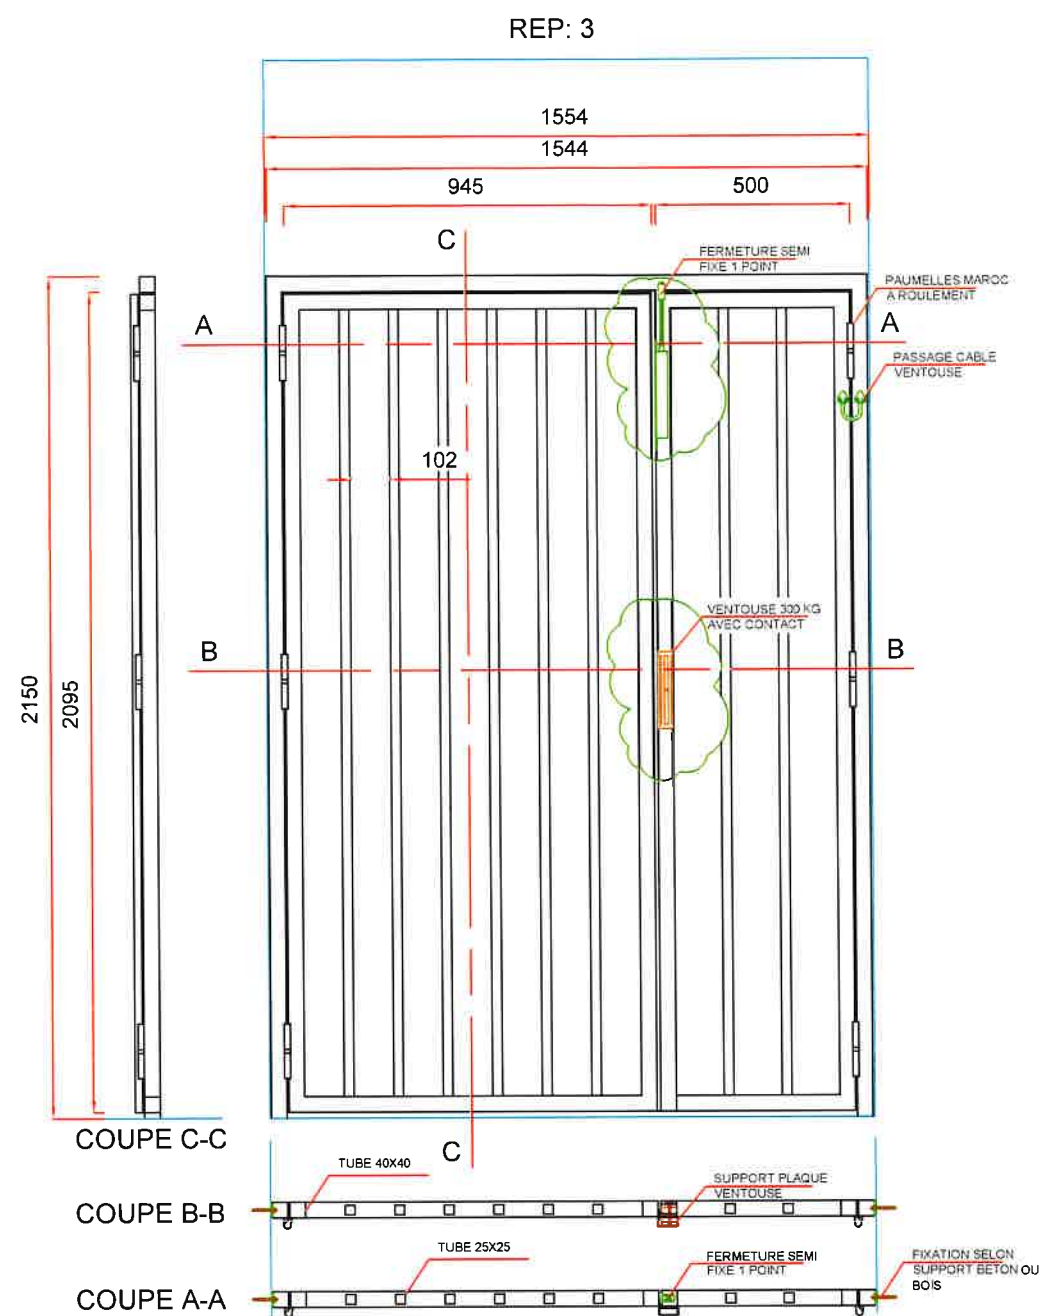 REP: 3
1554
1544
945
500
C
FERMETURE SEMI
FIXE 1 POINT
PAUMELLES MAROC
A ROULEMENT
A
A
PASSAGE CABLE
VENTOUSE
102
VENTOUSE 300 KG
AVEC CONTACT
B
B
2150
2095
COUPE C-C
C
TUBE 40X40
SUPPORT PLAQUE
VENTOUSE
COUPE B-B
TUBE 25X25
FERMETURE SEMI
FIXE 1 POINT
FIXATION SELON
SUPPORT BETON OU
BOIS
COUPE A-A